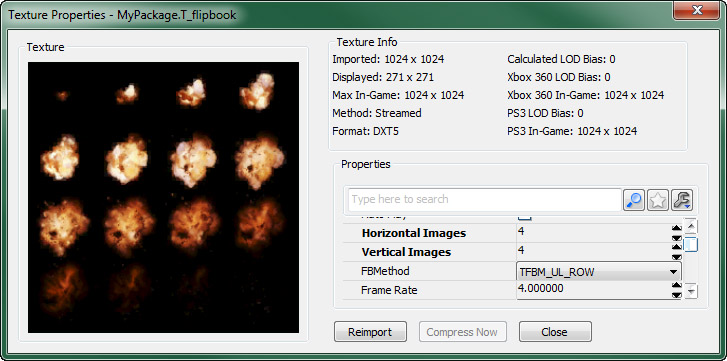 Texture Properties - MyPackage.T_flipbook
Texture
Texture Info
Imported: 1024 x 1024
Calculated LOD Bias: 0
Displayed: 271 x 271
Xbox 360 LOD Bias: 0
Max In-Game: 1024 x 1024
Xbox 360 In-Game: 1024 x 1024
Method: Streamed
PS3 LOD Bias: 0
Format: DXT5
PS3 In-Game: 1024 x 1024
Properties
Type here to search
Horizontal Images
4
Vertical Images
4
FBMethod
TFBM_UL_ROW
Frame Rate
4.000000
Reimport
Compress Now
Close